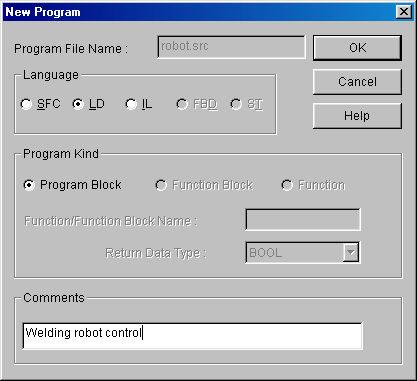 New Program
Program File Name : robot.src OK
Language
SFC LD IL FBD ST
Cancel
Help
Program Kind
Program Block Function Block Function
Function/Function Block Name :
Return Data Type : BOOL
Comments
Welding robot control